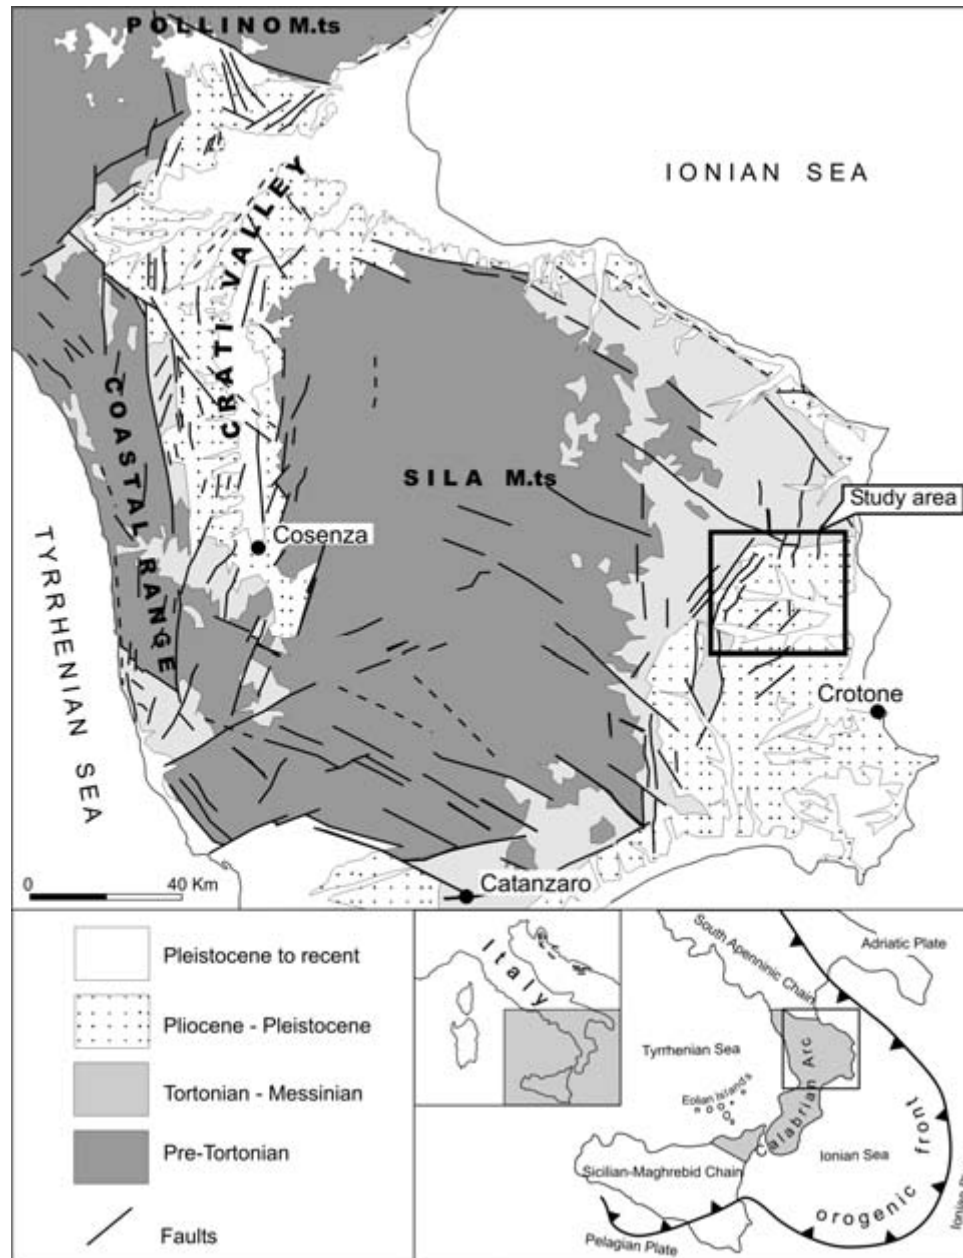 POLLINO M.ts
IONIAN SEA
CRATI VALLEY
COASTAL RANGE
SILA M.ts
Study area
Cosenza
TYRRHENIAN SEA
Crotone
0 40 Km
Catanzaro
Pleistocene to recent
Pliocene - Pleistocene
Tortonian - Messinian
Pre-Tortonian
Faults
Italy
South Apenninic Chain
Adriatic Plate
Tyrrhenian Sea
Eolian Islands
Calabrian Arc
Sicilian-Maghrebid Chain
Ionian Sea
orogenic front
Pelagian Plate
Ionian